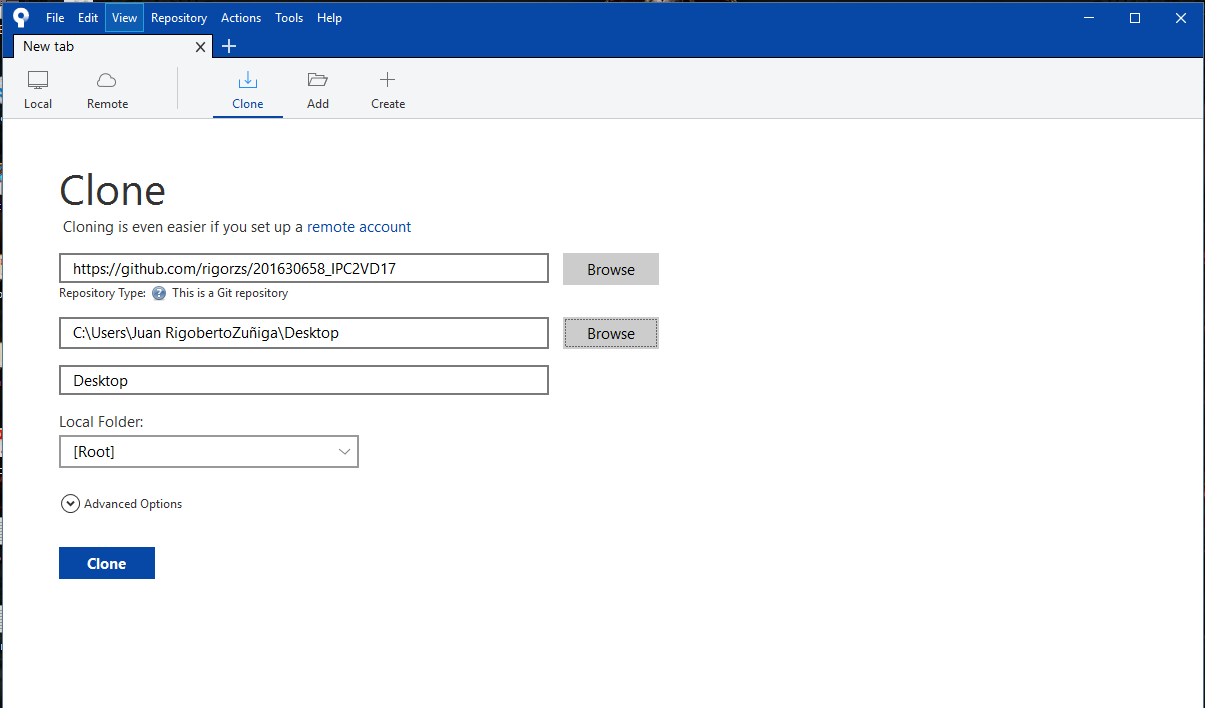 File Edit View Repository Actions Tools Help
New tab
Local Remote Clone Add Create
Clone
Cloning is even easier if you set up a remote account
https://github.com/rigorzs/201630658_IPC2VD17 Browse
Repository Type: ? This is a Git repository
C:\Users\Juan RigobertoZuñiga\Desktop Browse
Desktop
Local Folder:
[Root]
Advanced Options
Clone